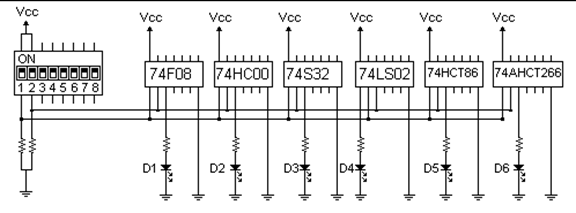 Vcc Vcc Vcc Vcc Vcc Vcc Vcc
ON
74F08 74HC00 74S32 74LS02 74HCT86 74AHCT266
1 2 3 4 5 6 7 8
D1 D2 D3 D4 D5 D6